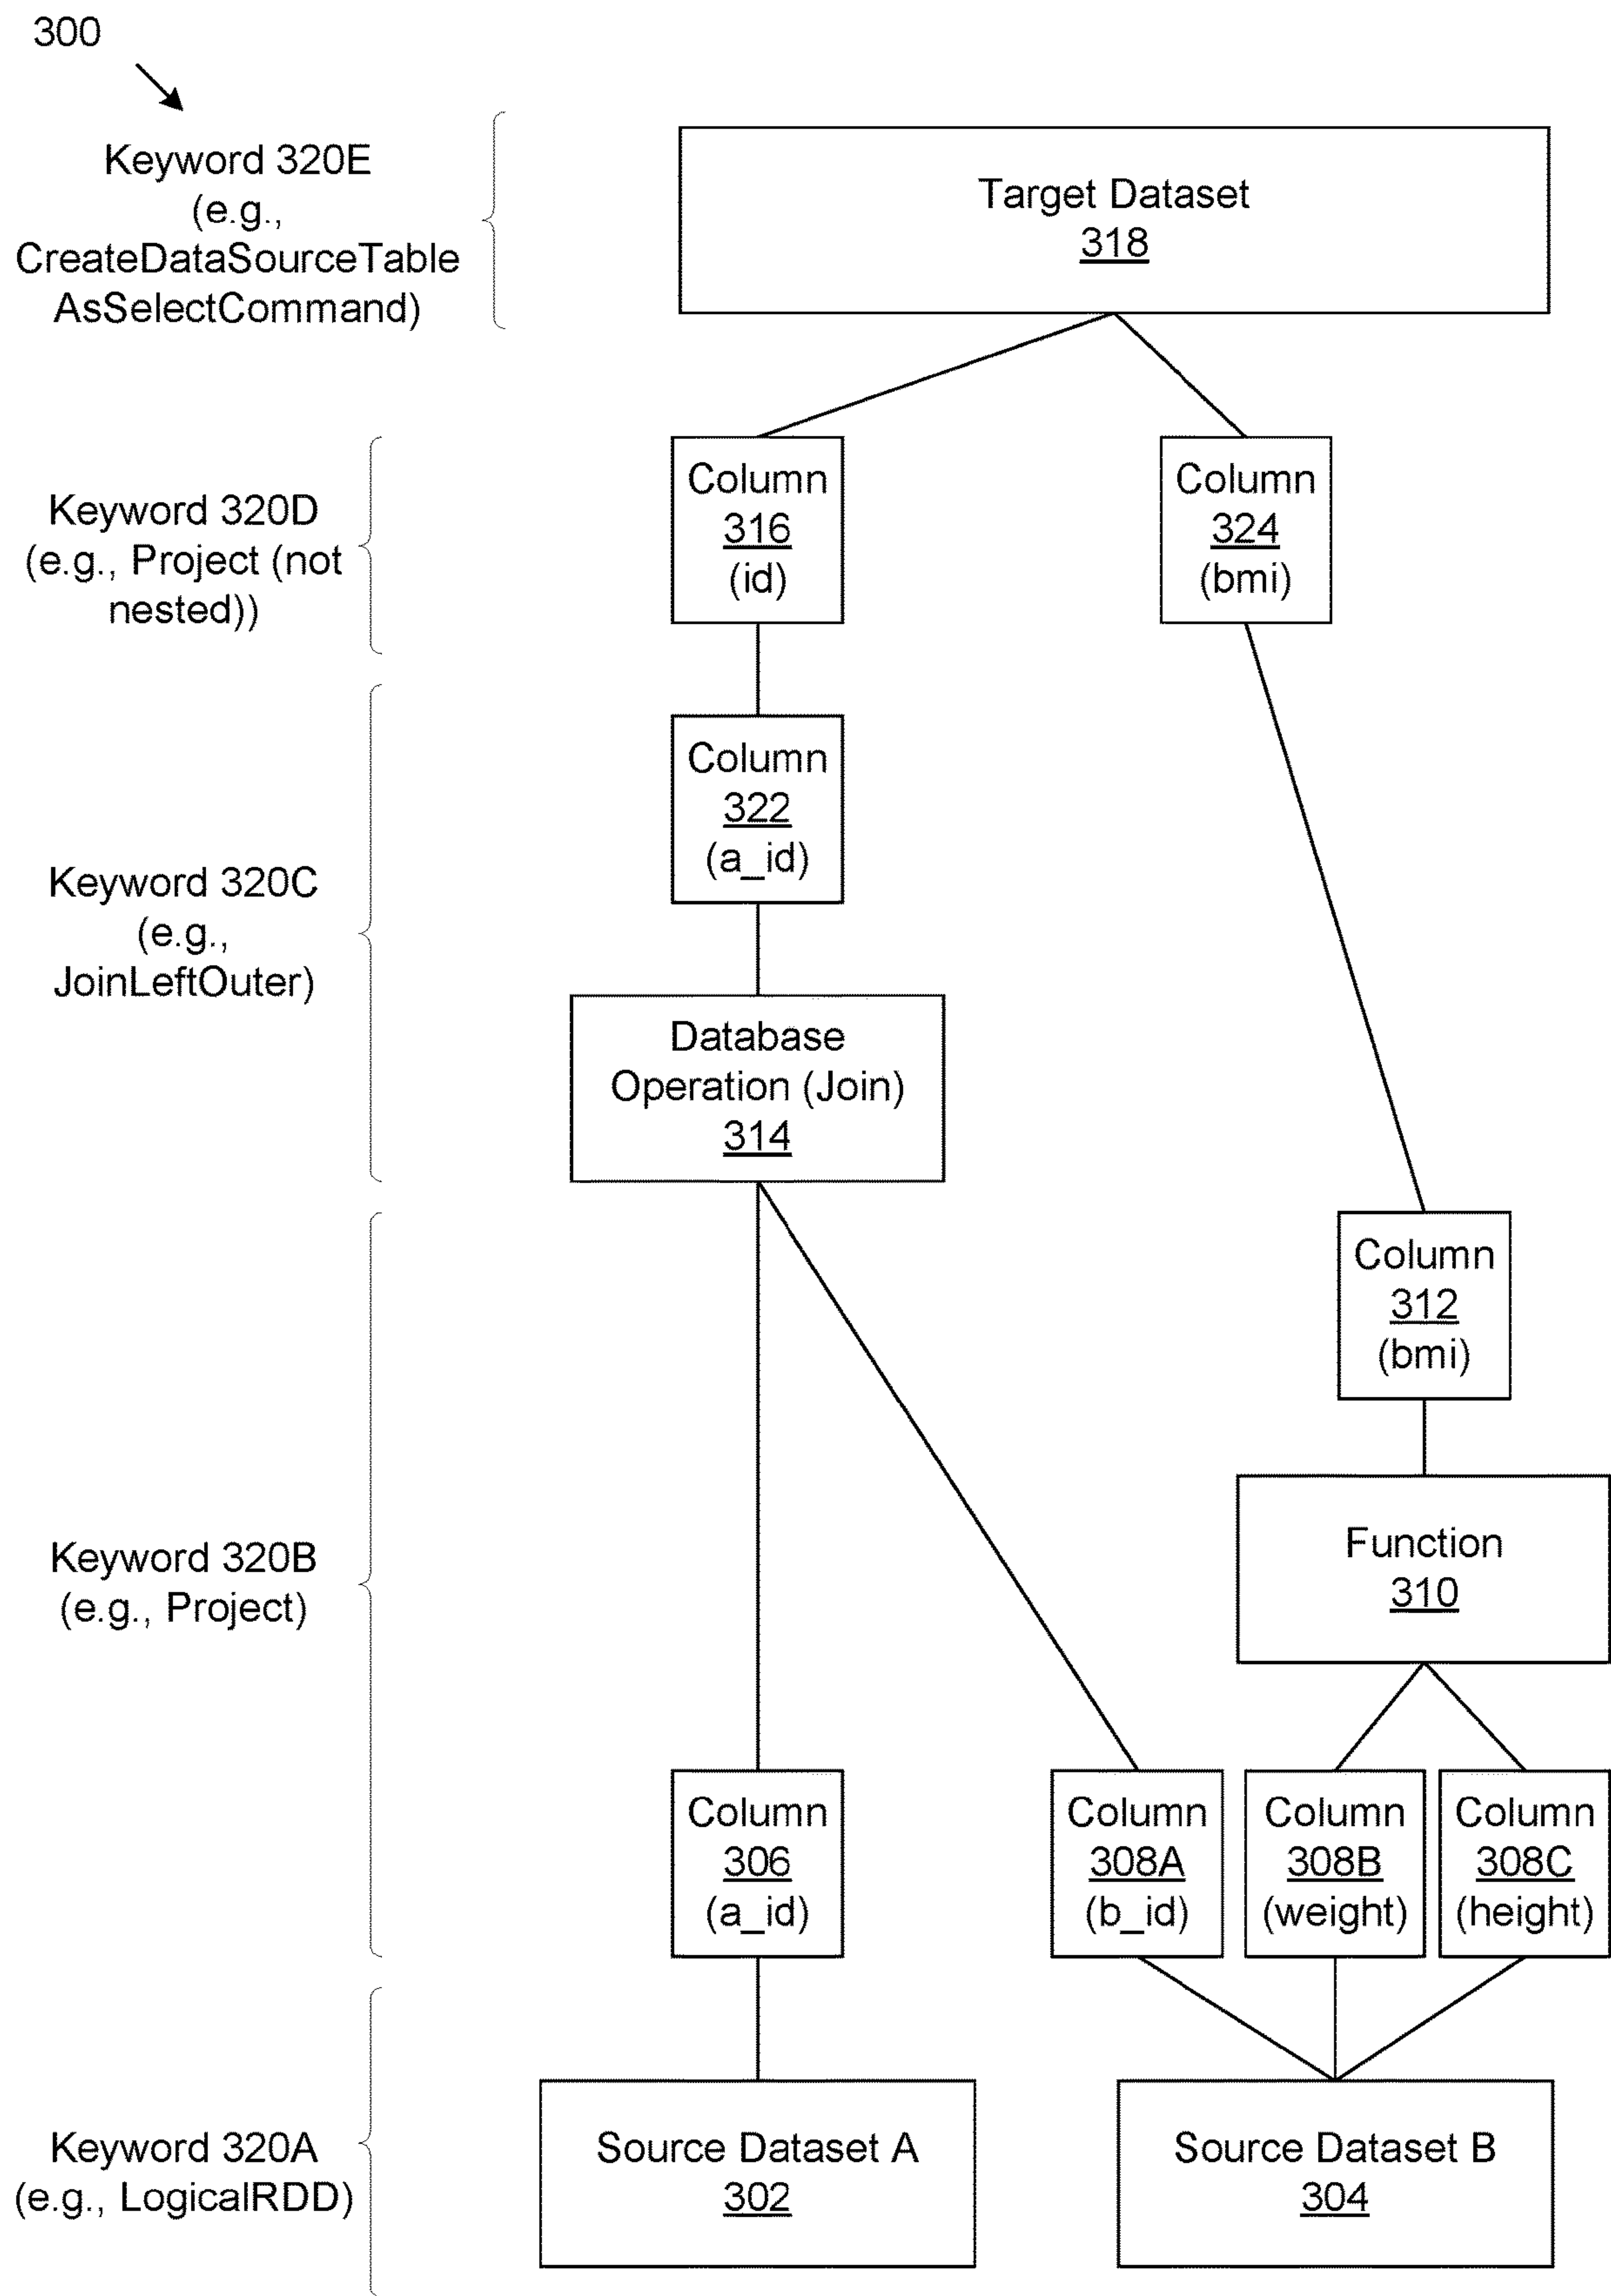 300
Keyword 320E
(e.g.,
CreateDataSourceTable
AsSelectCommand)
Target Dataset
318
Keyword 320D
(e.g., Project (not
nested))
Column
316
(id)
Column
324
(bmi)
Keyword 320C
(e.g.,
JoinLeftOuter)
Column
322
(a_id)
Database
Operation (Join)
314
Column
312
(bmi)
Keyword 320B
(e.g., Project)
Function
310
Column
306
(a_id)
Column
308A
(b_id)
Column
308B
(weight)
Column
308C
(height)
Keyword 320A
(e.g., LogicalRDD)
Source Dataset A
302
Source Dataset B
304